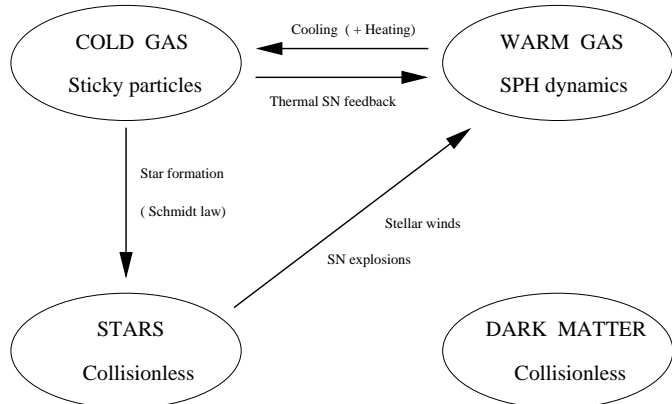 COLD GAS
Sticky particles
Cooling ( + Heating)
Thermal SN feedback
WARM GAS
SPH dynamics
Star formation
( Schmidt law)
Stellar winds
SN explosions
STARS
Collisionless
DARK MATTER
Collisionless